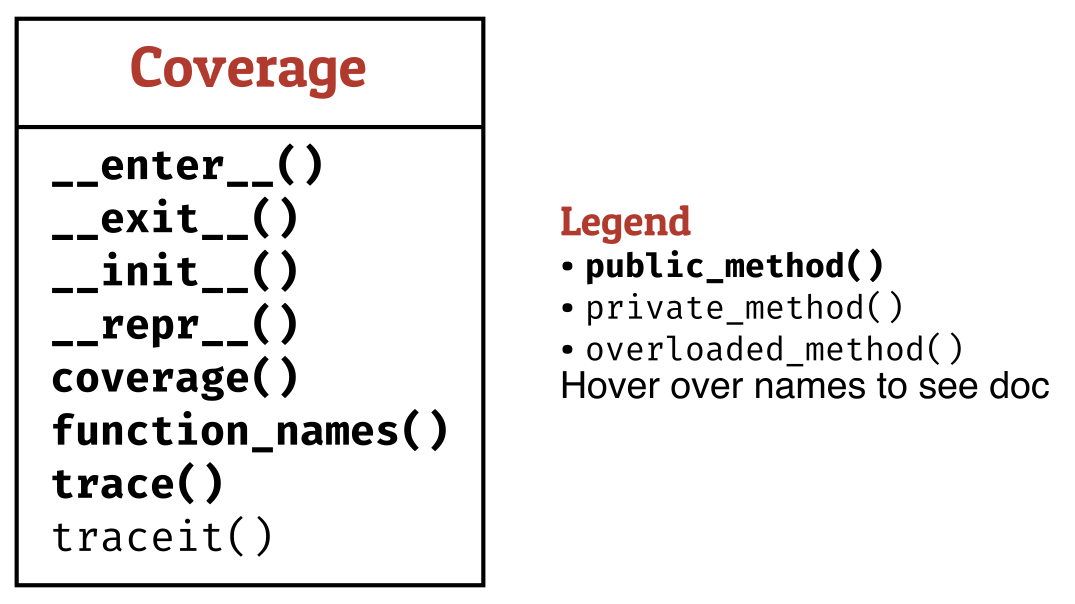 Coverage
__enter__()
__exit__()
__init__()
__repr__()
coverage()
function_names()
trace()
traceit()
Legend
• public_method()
• private_method()
• overloaded_method()
Hover over names to see doc